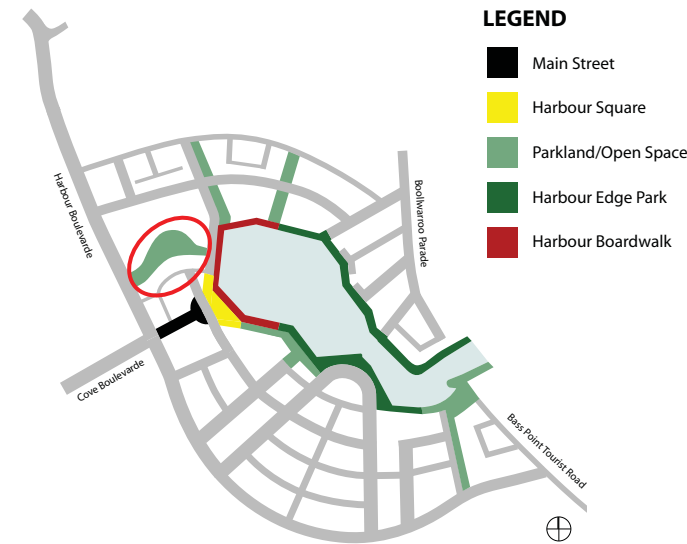 LEGEND
Main Street
Harbour Square
Parkland/Open Space
Harbour Edge Park
Harbour Boardwalk
Harbour Boulevarde
Boollwarroo Parade
Cove Boulevarde
Bass Point Tourist Road